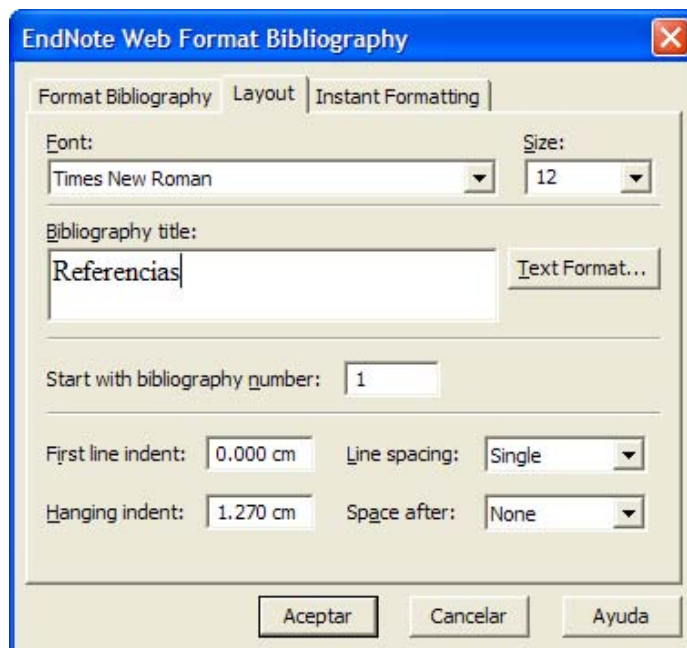 EndNote Web Format Bibliography
Format Bibliography Layout Instant Formatting
Font: Size:
Times New Roman 12
Bibliography title:
Referencias Text Format...
Start with bibliography number: 1
First line indent: 0.000 cm Line spacing: Single
Hanging indent: 1.270 cm Space after: None
Aceptar Cancelar Ayuda